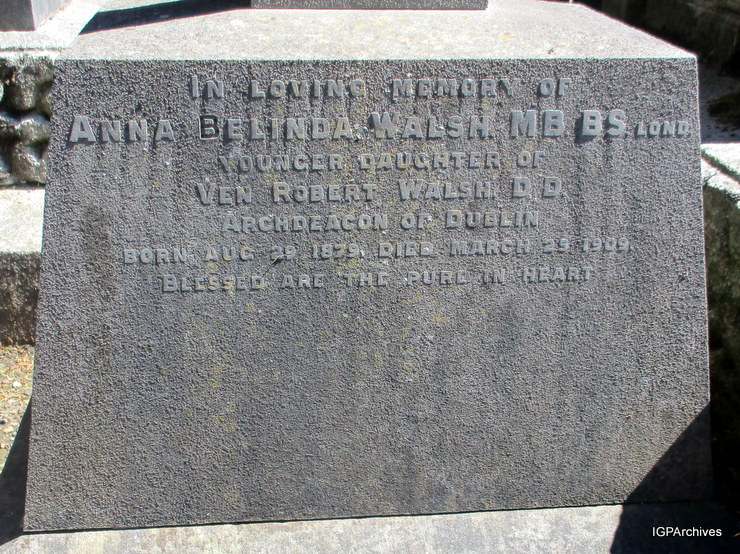 IN LOVING MEMORY OF
ANNA BELINDA WALSH. MB. BS. LOND.
YOUNGER DAUGHTER OF
VEN ROBERT WALSH. D.D.
ARCHDEACON OF DUBLIN
BORN AUG 29 1879. DIED MARCH 29 1909.
BLESSED ARE THE PURE IN HEART
IGPArchives